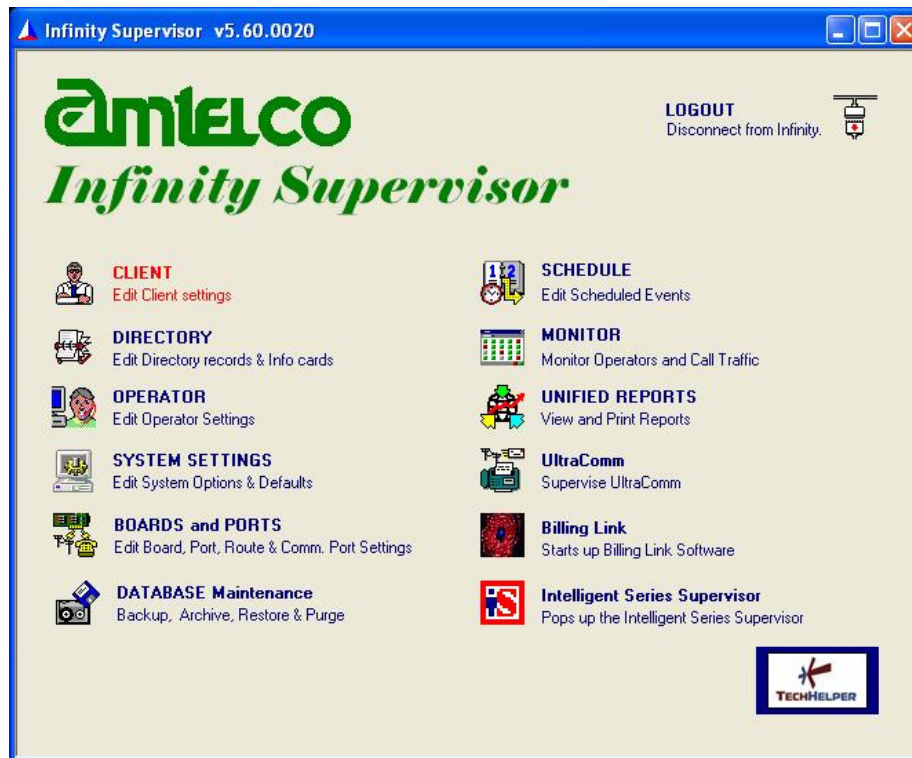 Infinity Supervisor v5.60.0020
amtelco
Infinity Supervisor
LOGOUT
Disconnect from Infinity.
CLIENT
Edit Client settings
DIRECTORY
Edit Directory records & Info cards
OPERATOR
Edit Operator Settings
SYSTEM SETTINGS
Edit System Options & Defaults
BOARDS and PORTS
Edit Board, Port, Route & Comm. Port Settings
DATABASE Maintenance
Backup, Archive, Restore & Purge
1 2
SCHEDULE
Edit Scheduled Events
MONITOR
Monitor Operators and Call Traffic
UNIFIED REPORTS
View and Print Reports
UltraComm
Supervise UltraComm
Billing Link
Starts up Billing Link Software
iS
Intelligent Series Supervisor
Pops up the Intelligent Series Supervisor
TECHHELPER